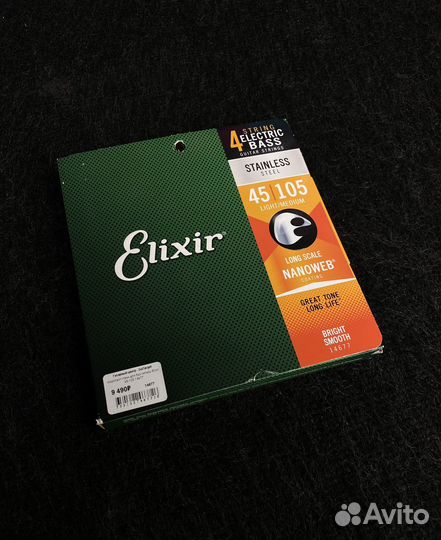 4 STRING
ELECTRIC
BASS
GUITAR STRINGS
STAINLESS
STEEL
45|105
LIGHT/MEDIUM
LONG SCALE
NANOWEB®
COATING
GREAT TONE
LONG LIFE
BRIGHT
SMOOTH
14677
Elixir
9 490₽
14677
Avito